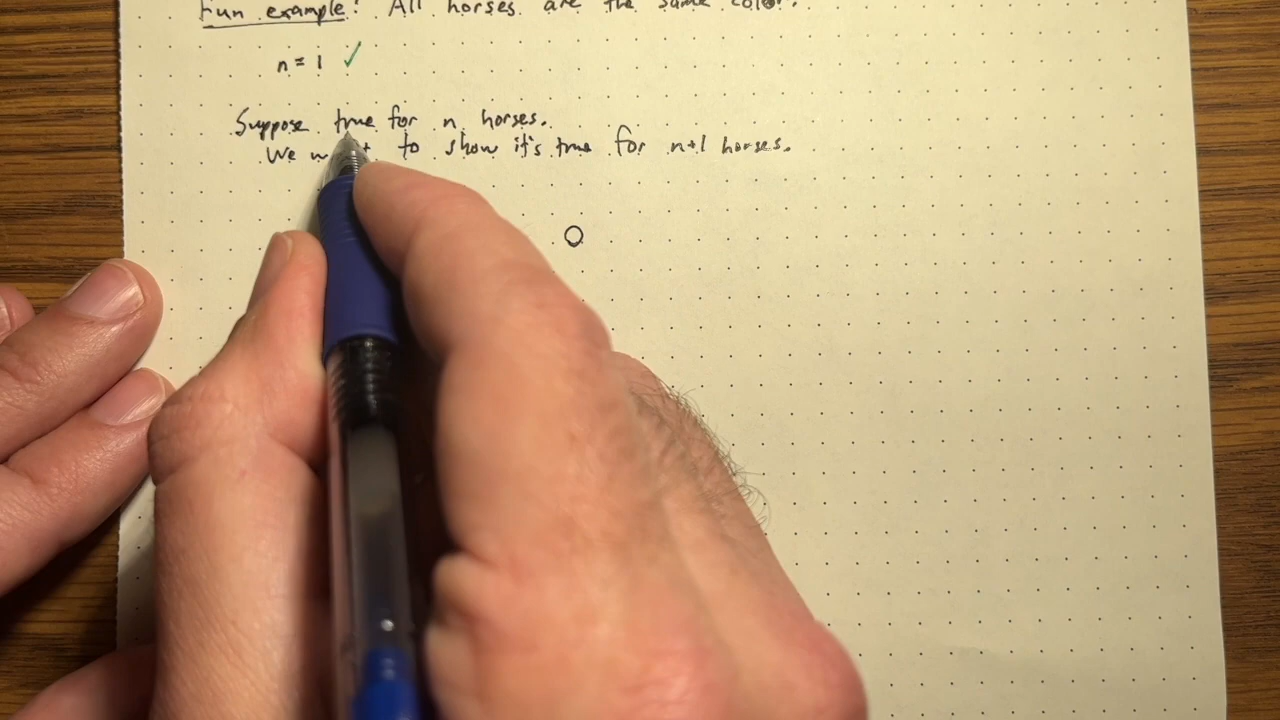 Fun example: All horses are the same color.
n = 1 ✓
Suppose true for n horses.
We to show it's true for n+1 horses.